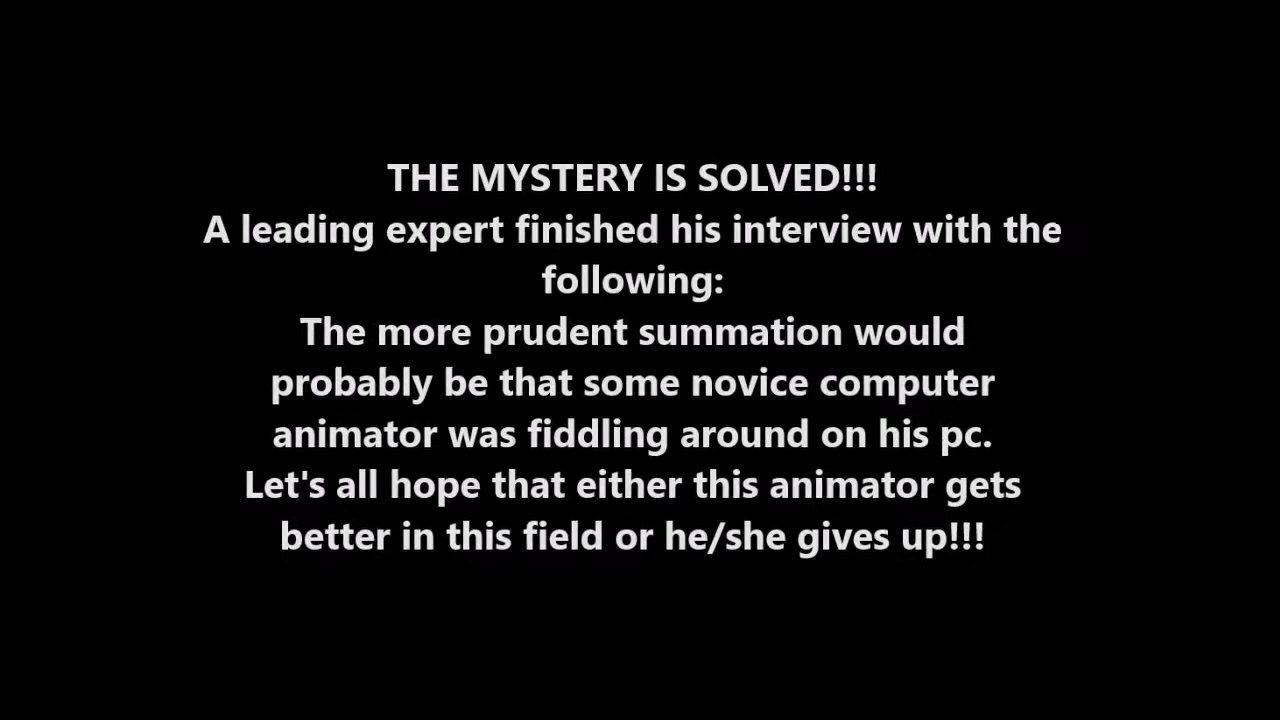 THE MYSTERY IS SOLVED!!!
A leading expert finished his interview with the
following:
The more prudent summation would
probably be that some novice computer
animator was fiddling around on his pc.
Let's all hope that either this animator gets
better in this field or he/she gives up!!!